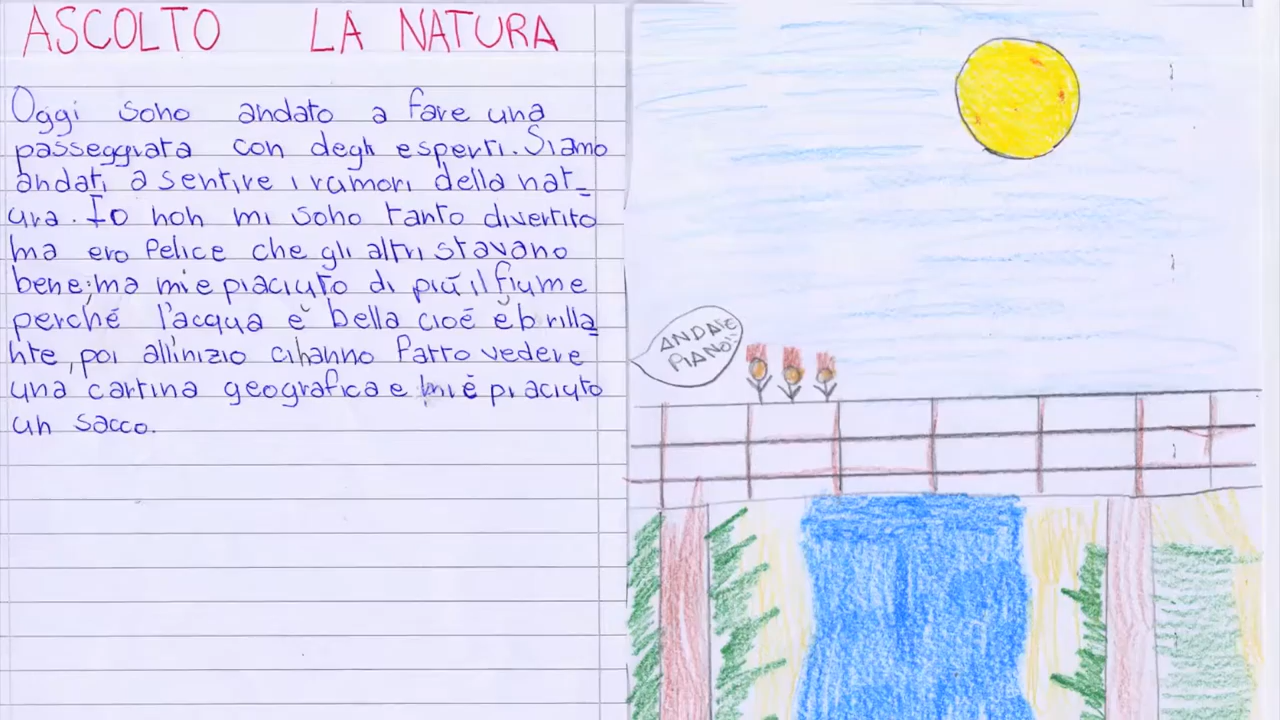 ASCOLTO LA NATURA
Oggi sono andato a fare una
passeggiata con degli esperti. Siamo
andati a sentire i rumori della nat_
ura. Io non mi sono tanto divertito
ma ero felice che gli altri stavano
bene; ma mi è piaciuto di più il fiume
perché l'acqua è bella cioé è brilla_
nte, poi all'inizio ci hanno fatto vedere
una cartina geografica e mi é piaciuto
un sacco.
ANDATE
PIANO!!